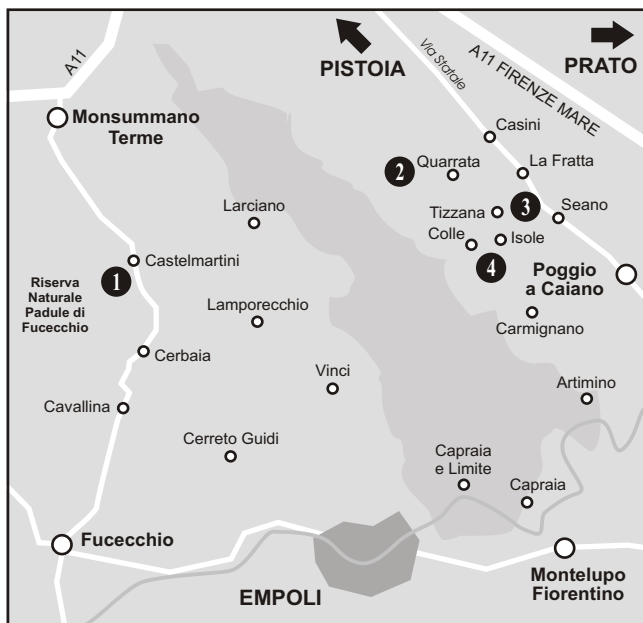 A11
PISTOIA
Via Statale
A11 FIRENZE MARE
PRATO
Monsummano
Terme
Casini
2
Quarrata
La Fratta
Larciano
Tizzana
3
Seano
Colle
Isole
Castelmartini
1
Riserva
Naturale
Padule di
Fucecchio
4
Poggio
a Caiano
Lamporecchio
Carmignano
Cerbaia
Vinci
Cavallina
Artimino
Cerreto Guidi
Capraia
e Limite
Capraia
Fucecchio
EMPOLI
Montelupo
Fiorentino